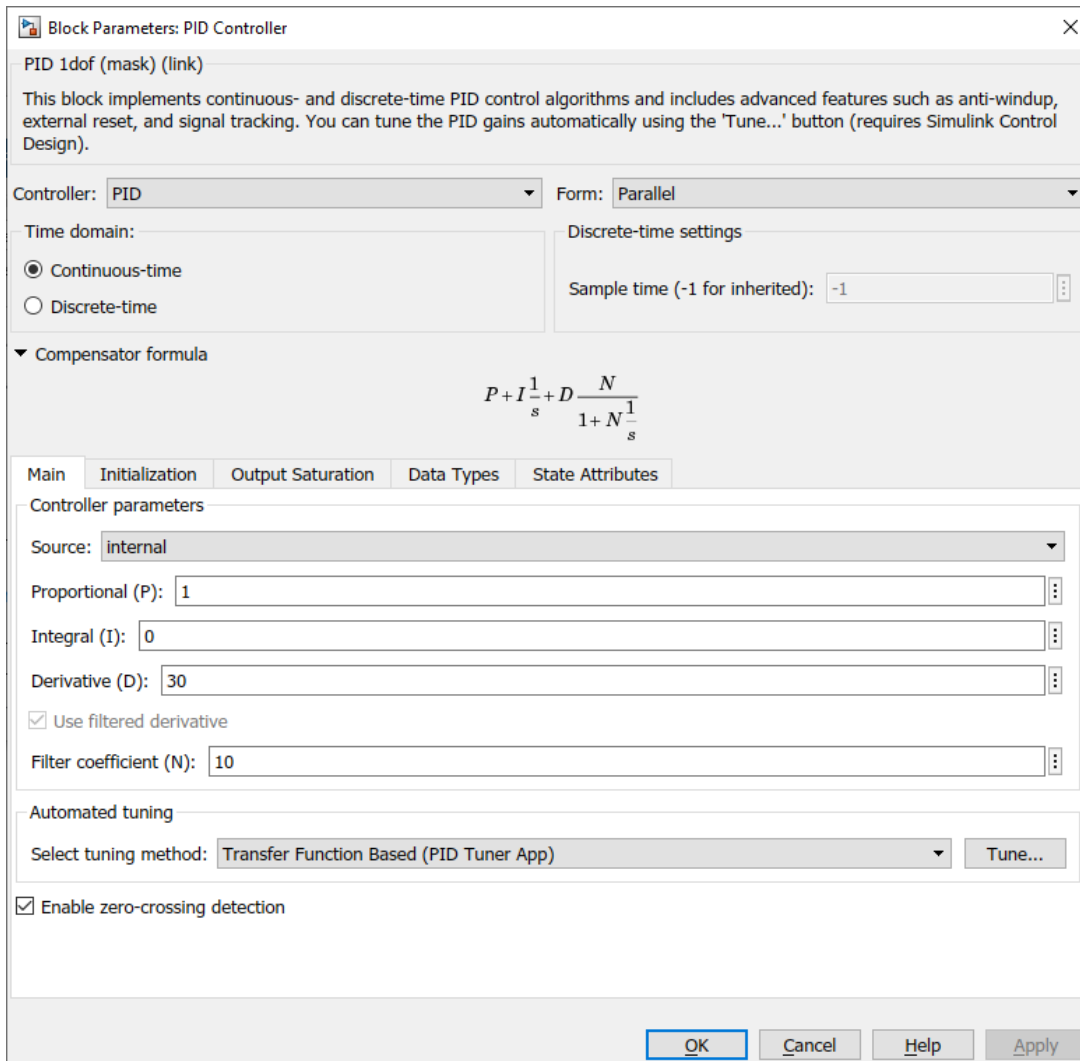 Block Parameters: PID Controller
PID 1dof (mask) (link)
This block implements continuous- and discrete-time PID control algorithms and includes advanced features such as anti-windup,
external reset, and signal tracking. You can tune the PID gains automatically using the 'Tune...' button (requires Simulink Control
Design).
Controller: PID Form: Parallel
Time domain: Discrete-time settings
Continuous-time
Sample time (-1 for inherited): -1
Discrete-time
Compensator formula
P + I 1/s + D N/(1 + N 1/s)
Main Initialization Output Saturation Data Types State Attributes
Controller parameters
Source: internal
Proportional (P): 1
Integral (I): 0
Derivative (D): 30
Use filtered derivative
Filter coefficient (N): 10
Automated tuning
Select tuning method: Transfer Function Based (PID Tuner App) Tune...
Enable zero-crossing detection
OK Cancel Help Apply